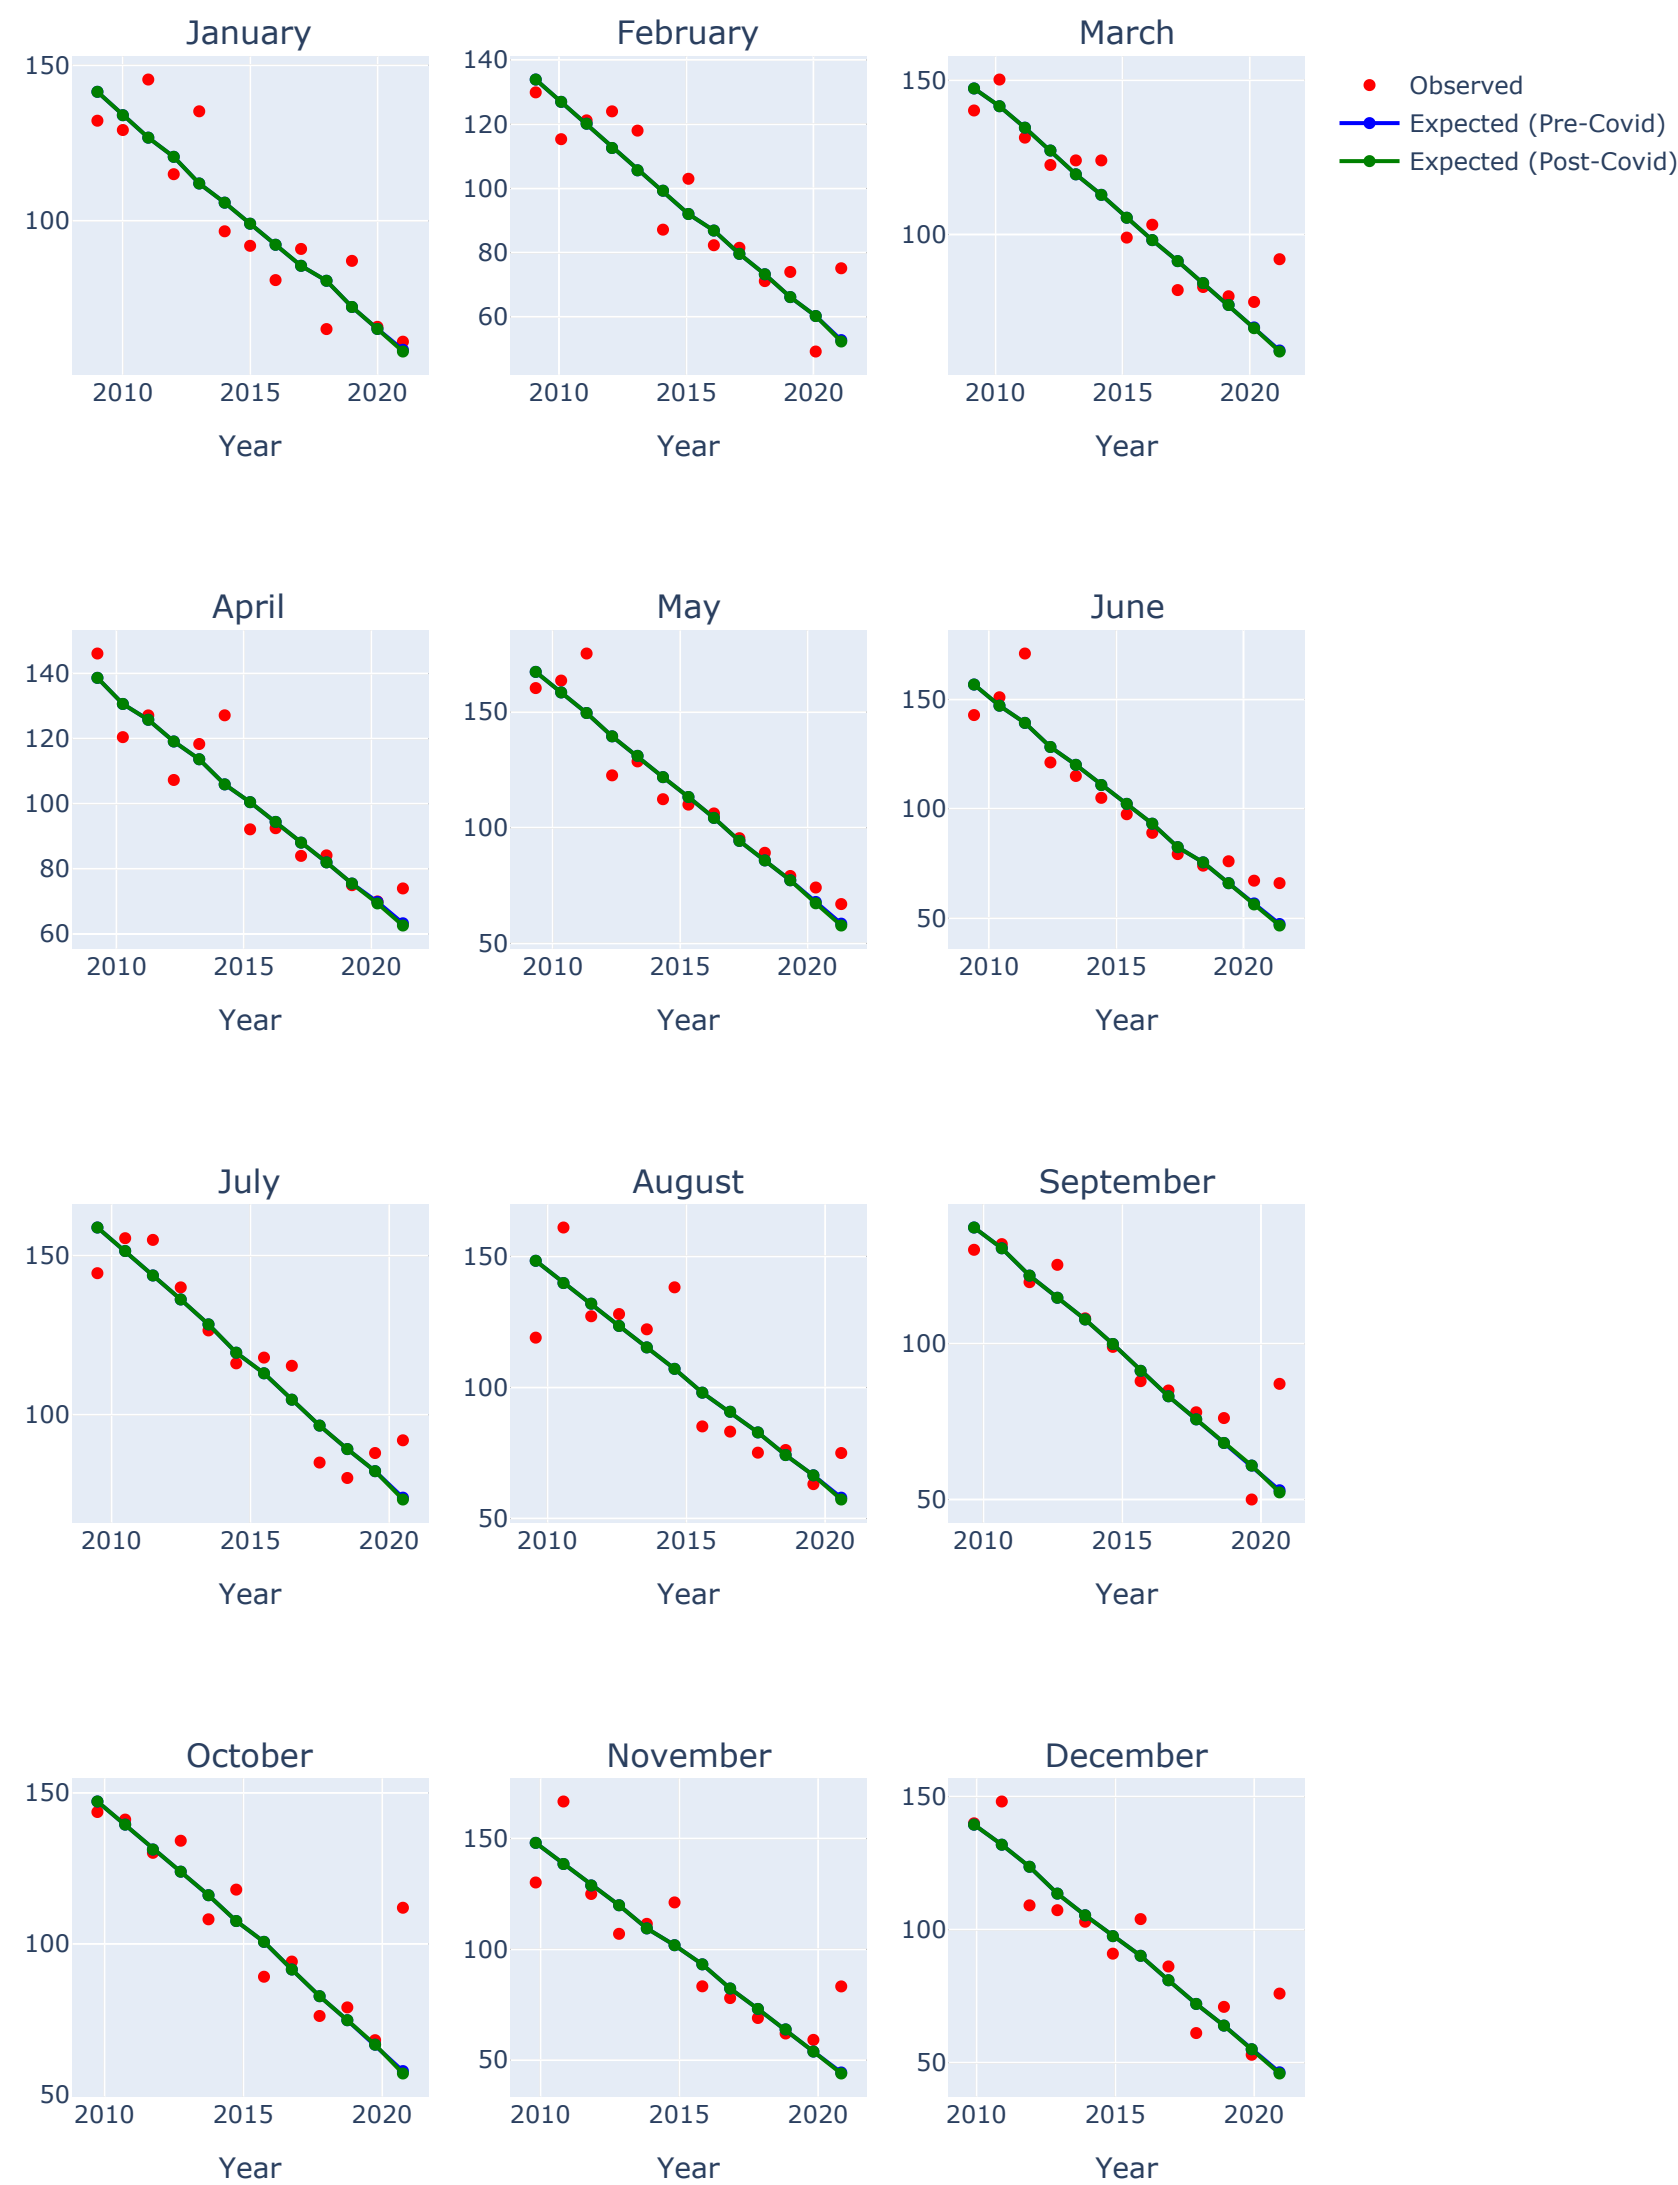 January
February
March
150
100
2010
2015
2020
Year
140
120
100
80
60
2010
2015
2020
Year
150
100
2010
2015
2020
Year
Observed
Expected (Pre-Covid)
Expected (Post-Covid)
April
May
June
140
120
100
80
60
2010
2015
2020
Year
150
100
50
2010
2015
2020
Year
150
100
50
2010
2015
2020
Year
July
August
September
150
100
2010
2015
2020
Year
150
100
50
2010
2015
2020
Year
100
50
2010
2015
2020
Year
October
November
December
150
100
50
2010
2015
2020
Year
150
100
50
2010
2015
2020
Year
150
100
50
2010
2015
2020
Year